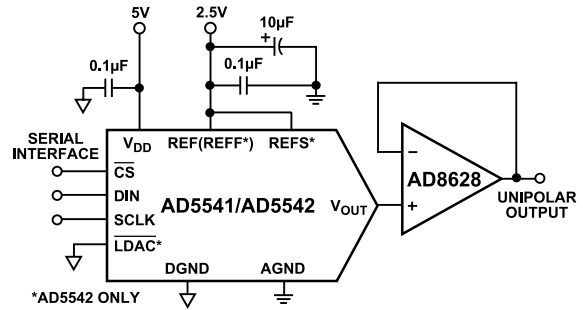 5V
2.5V
10µF
+
0.1µF
0.1µF
SERIAL
INTERFACE
VDD
REF(REFF*)
REFS*
CS
DIN
SCLK
LDAC*
AD5541/AD5542
VOUT
DGND
AGND
–
+
AD8628
UNIPOLAR
OUTPUT
*AD5542 ONLY